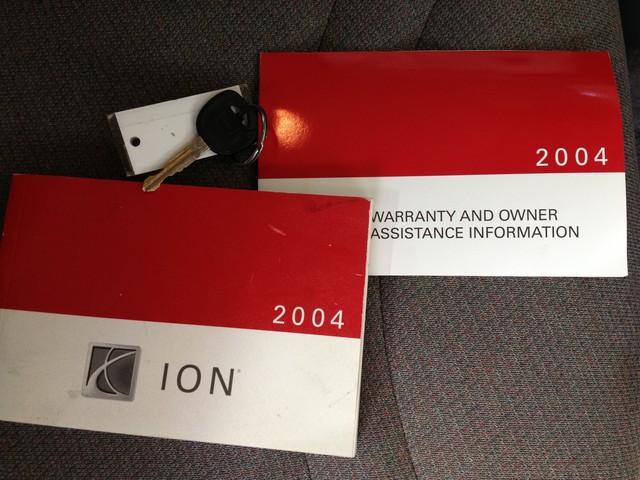 2004
WARRANTY AND OWNER
ASSISTANCE INFORMATION
2004
ION